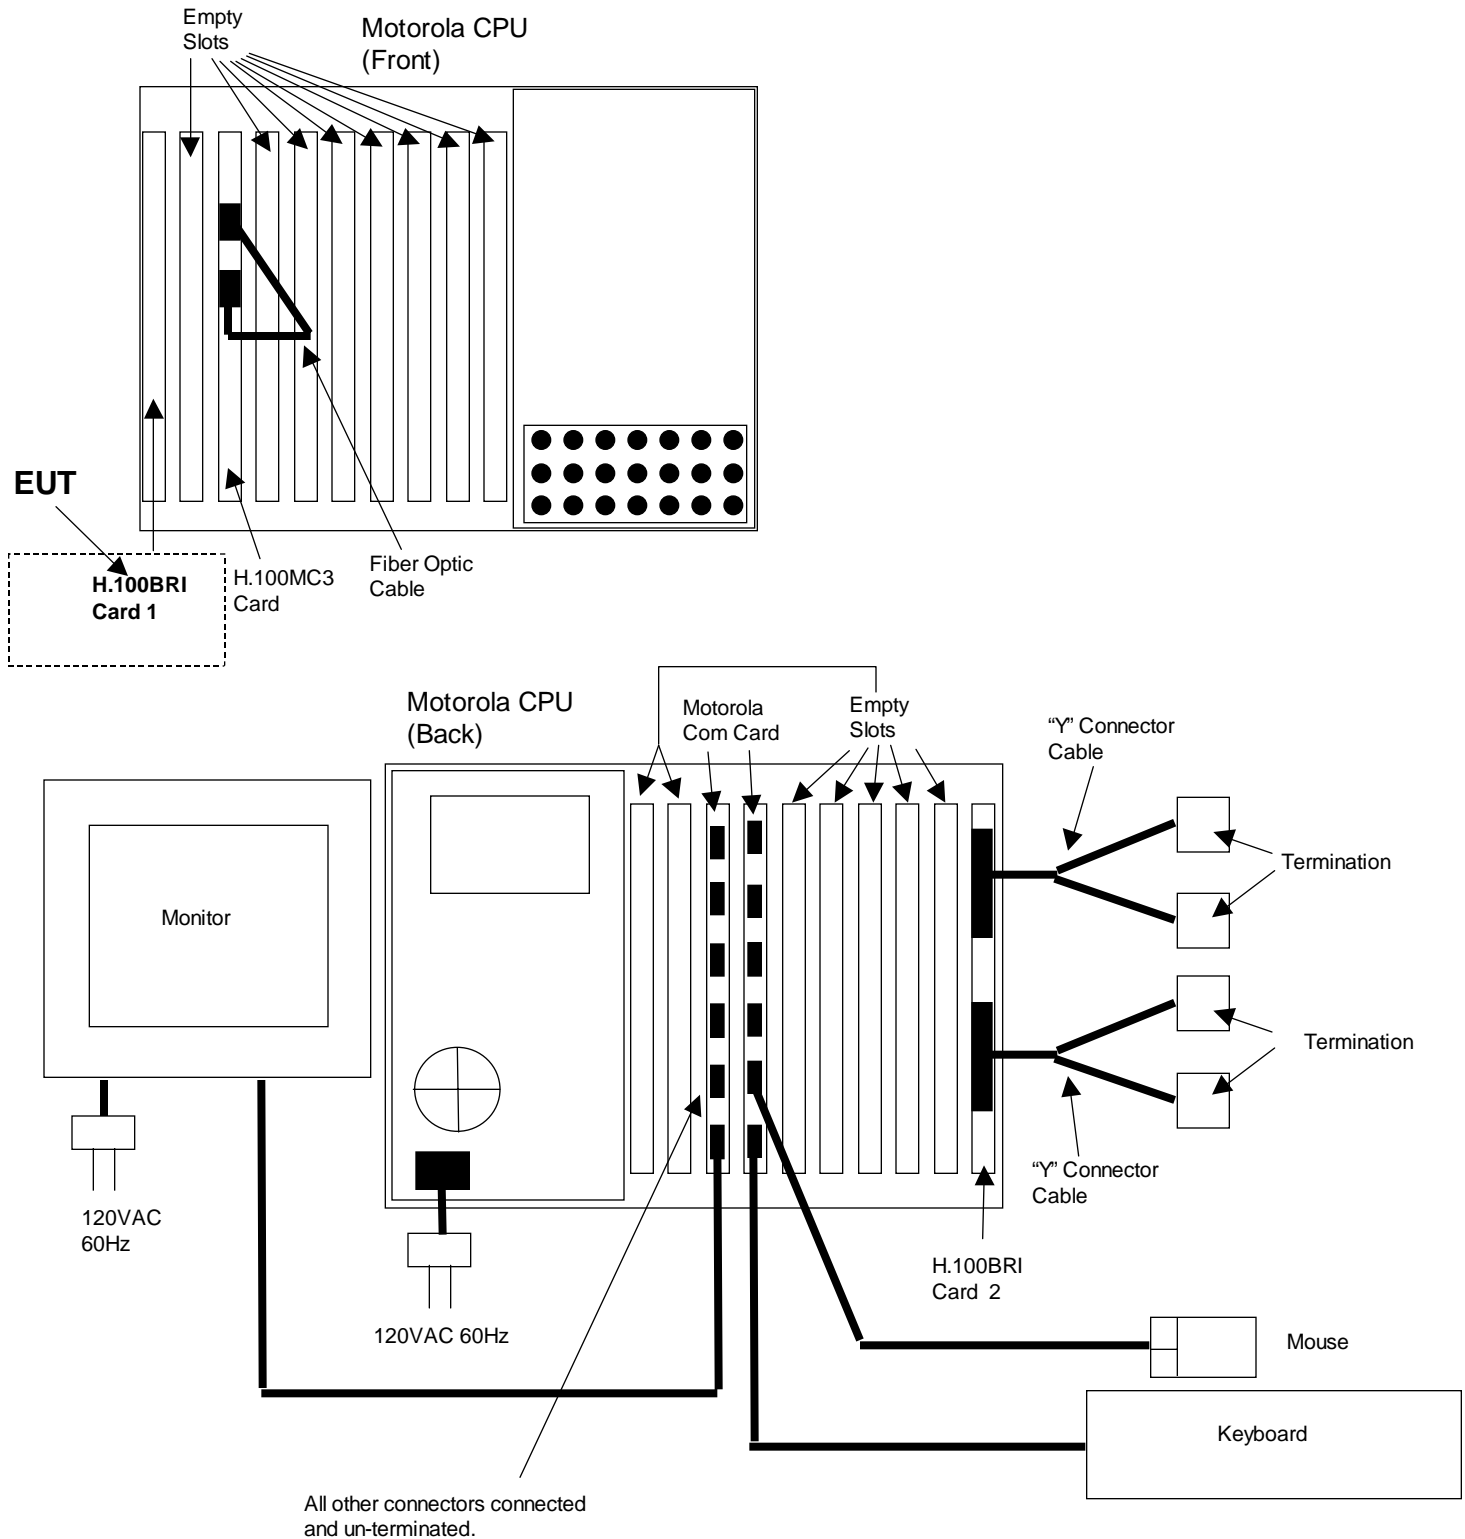 Empty
Slots
Motorola CPU
(Front)
EUT
H.100BRI
Card 1
H.100MC3
Card
Fiber Optic
Cable
Motorola CPU
(Back)
Motorola
Com Card
Empty
Slots
“Y” Connector
Cable
Termination
Monitor
Termination
“Y” Connector
Cable
120VAC
60Hz
H.100BRI
Card 2
120VAC 60Hz
Mouse
Keyboard
All other connectors connected
and un-terminated.